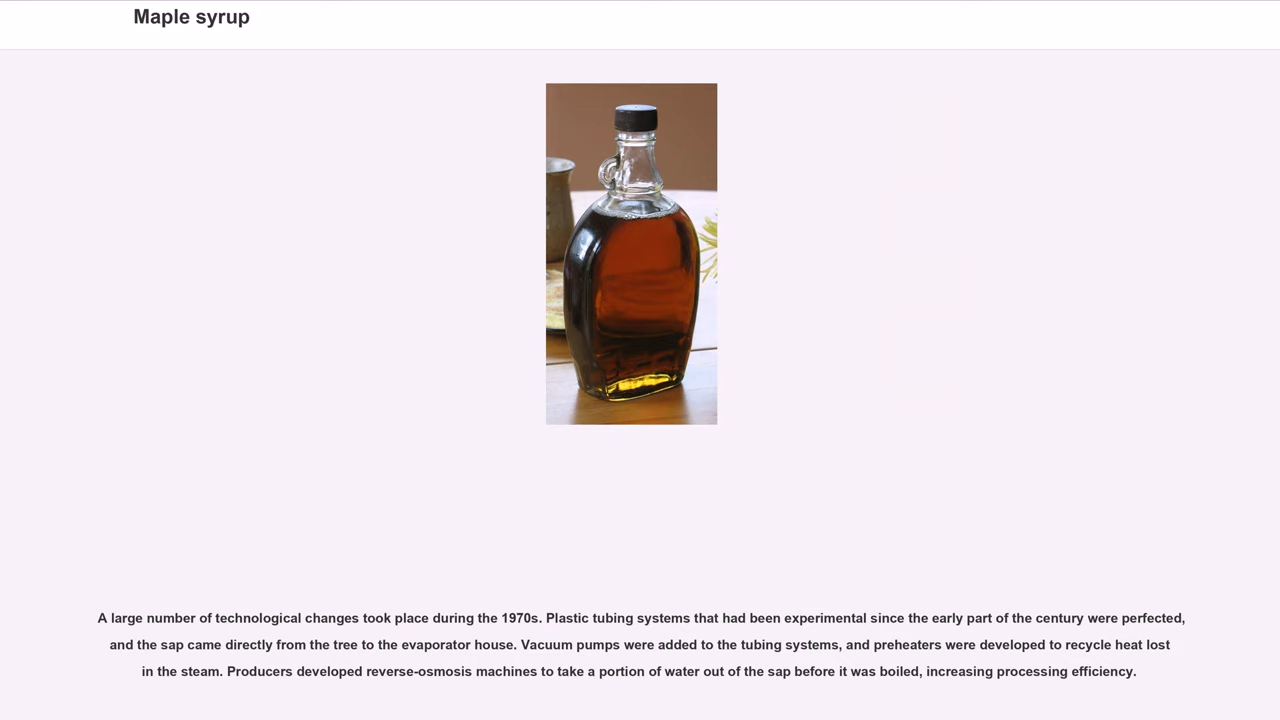 Maple syrup
A large number of technological changes took place during the 1970s. Plastic tubing systems that had been experimental since the early part of the century were perfected,
and the sap came directly from the tree to the evaporator house. Vacuum pumps were added to the tubing systems, and preheaters were developed to recycle heat lost
in the steam. Producers developed reverse-osmosis machines to take a portion of water out of the sap before it was boiled, increasing processing efficiency.